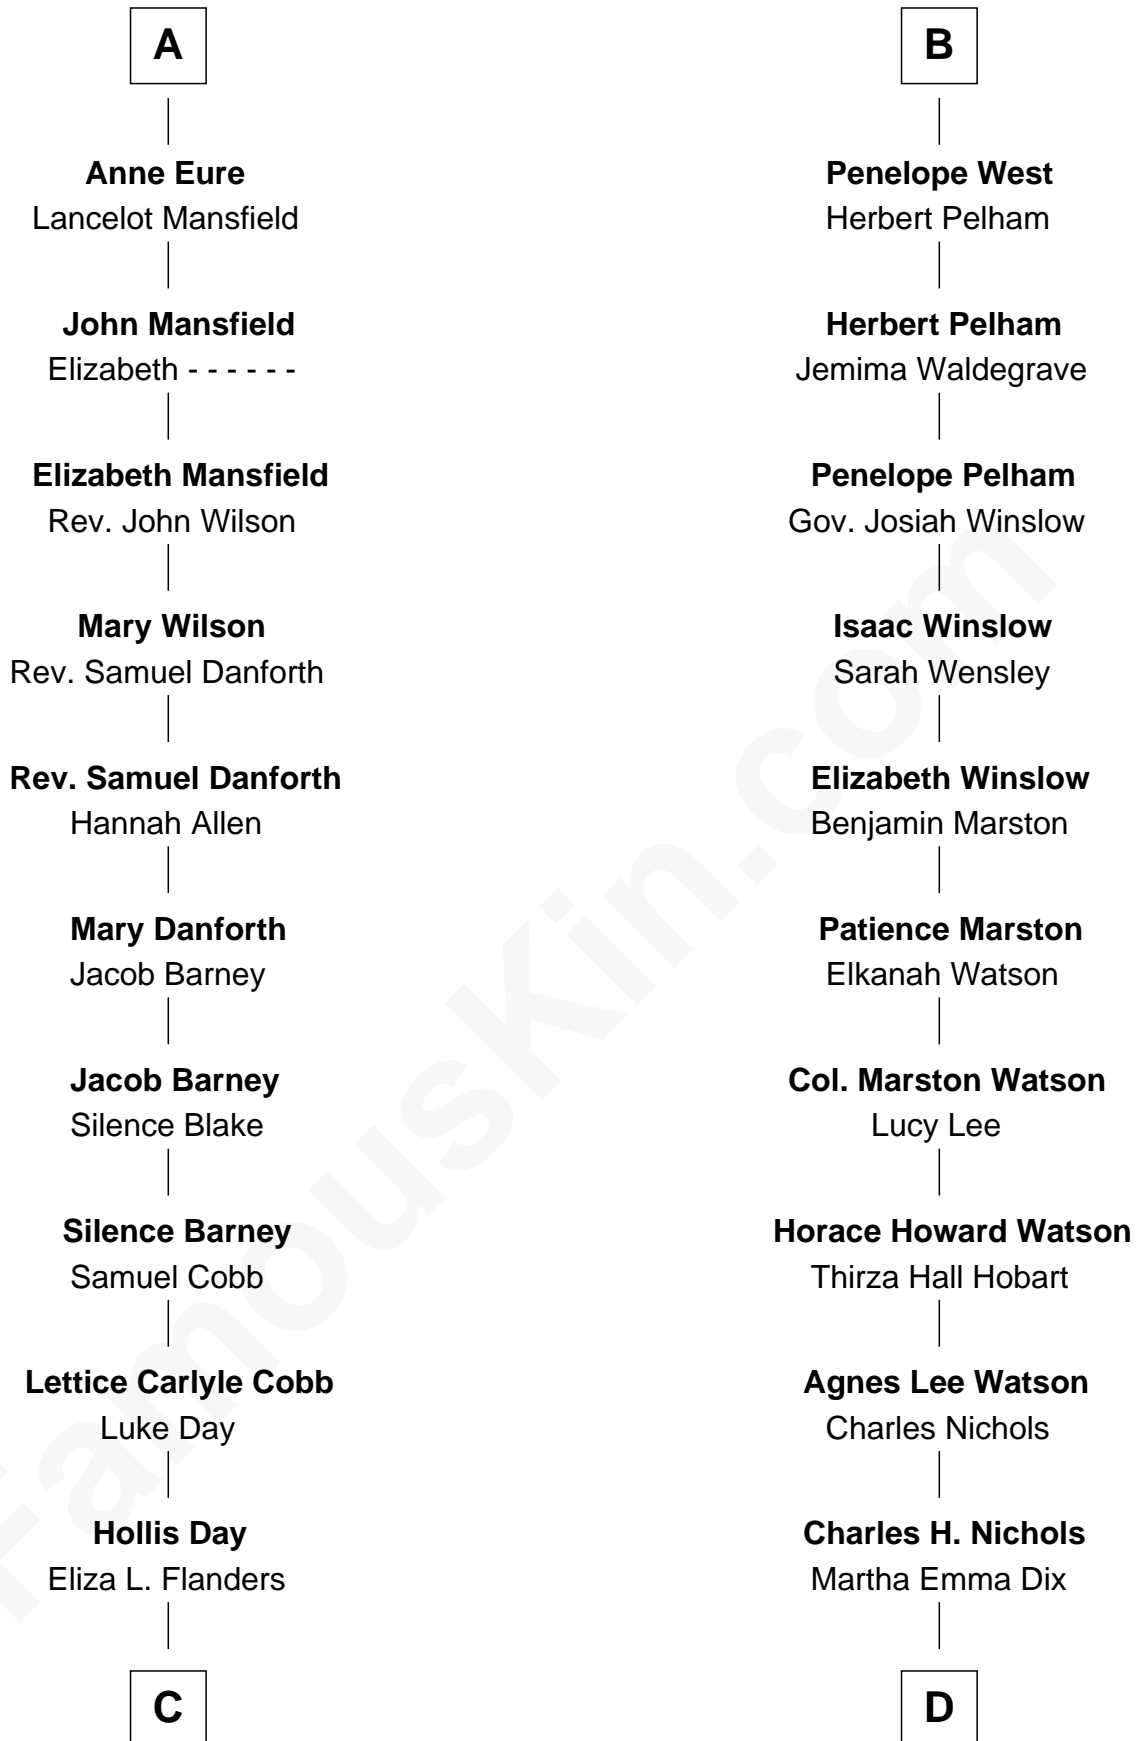 A
Anne Eure
Lancelot Mansfield
John Mansfield
Elizabeth - - - - - -
Elizabeth Mansfield
Rev. John Wilson
Mary Wilson
Rev. Samuel Danforth
Rev. Samuel Danforth
Hannah Allen
Mary Danforth
Jacob Barney
Jacob Barney
Silence Blake
Silence Barney
Samuel Cobb
Lettice Carlyle Cobb
Luke Day
Hollis Day
Eliza L. Flanders
C
B
Penelope West
Herbert Pelham
Herbert Pelham
Jemima Waldegrave
Penelope Pelham
Gov. Josiah Winslow
Isaac Winslow
Sarah Wensley
Elizabeth Winslow
Benjamin Marston
Patience Marston
Elkanah Watson
Col. Marston Watson
Lucy Lee
Horace Howard Watson
Thirza Hall Hobart
Agnes Lee Watson
Charles Nichols
Charles H. Nichols
Martha Emma Dix
D
FamousKin.com